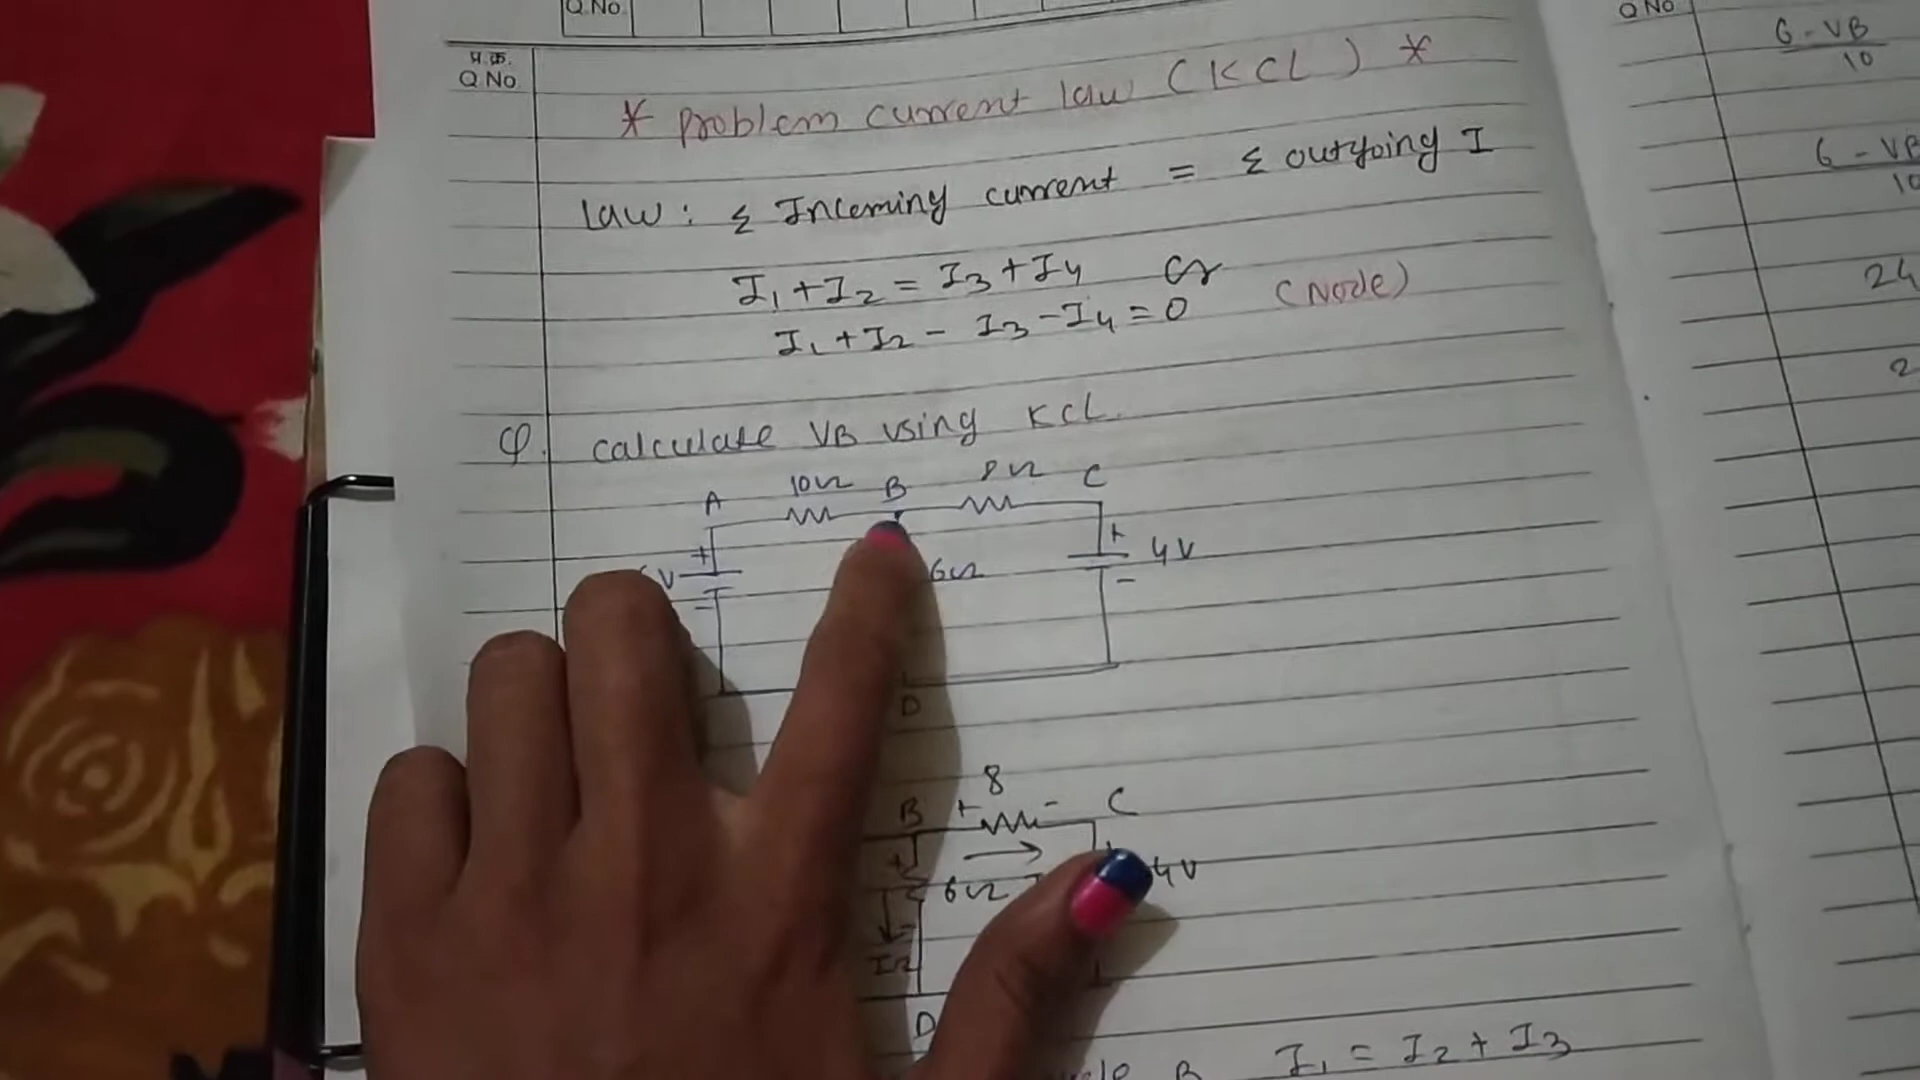 Q No.
Q No
प्र.क्र.
Q No
* problem current law (KCL) *
law : Σ Incoming current = Σ outgoing I
I₁ + I₂ = I₃ + I₄ or
I₁ + I₂ - I₃ - I₄ = 0 (Node)
Q. calculate VB using KCL.
A 10Ω B 8Ω C
V + - 6Ω + - 4V
D
B + 8 - C
+ 6Ω - 4V
I₂
D
B I₁ = I₂ + I₃
6 - VB
10
6 - VB
10
24
2